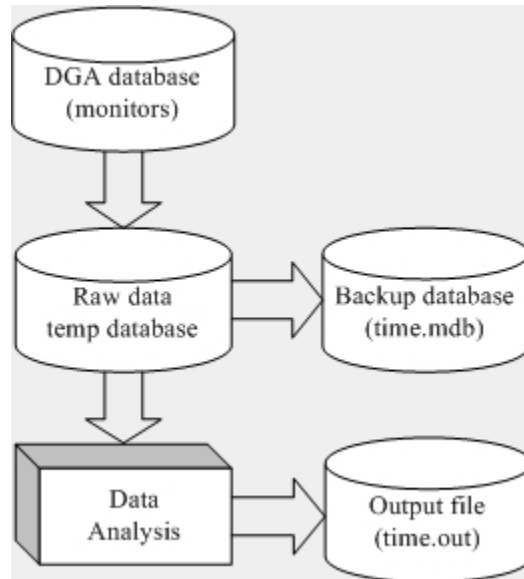 DGA database
(monitors)
Raw data
temp database
Backup database
(time.mdb)
Data
Analysis
Output file
(time.out)